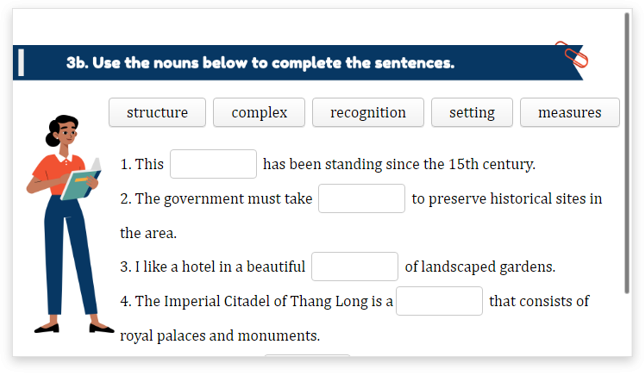 3b. Use the nouns below to complete the sentences.
structure complex recognition setting measures
1. This has been standing since the 15th century.
2. The government must take to preserve historical sites in
the area.
3. I like a hotel in a beautiful of landscaped gardens.
4. The Imperial Citadel of Thang Long is a that consists of
royal palaces and monuments.